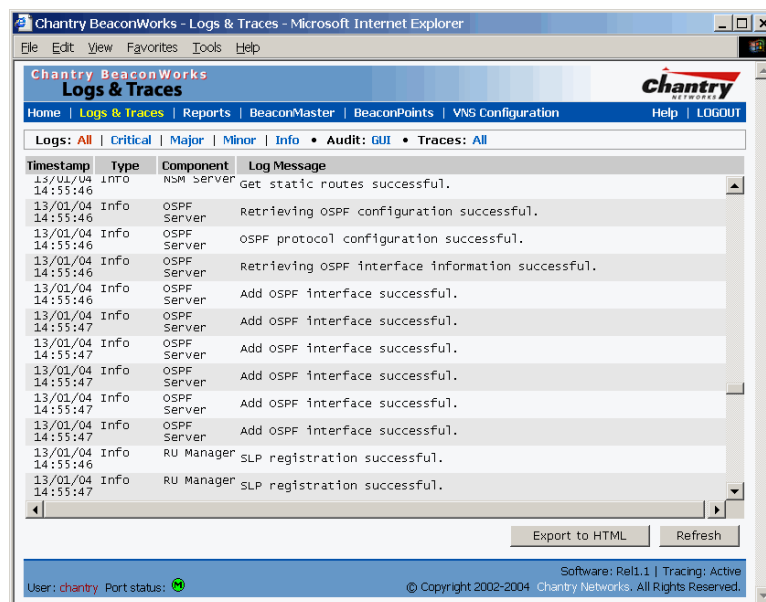 Chantry BeaconWorks - Logs & Traces - Microsoft Internet Explorer
File Edit View Favorites Tools Help
Chantry BeaconWorks
Logs & Traces
Chantry
NETWORKS
Home | Logs & Traces | Reports | BeaconMaster | BeaconPoints | VNS Configuration Help | LOGOUT
Logs: All | Critical | Major | Minor | Info • Audit: GUI • Traces: All
Timestamp Type Component Log Message
13/01/04 Info NSM Server Get static routes successful.
14:55:46
13/01/04 Info OSPF Retrieving OSPF configuration successful.
14:55:46 Server
13/01/04 Info OSPF OSPF protocol configuration successful.
14:55:46 Server
13/01/04 Info OSPF Retrieving OSPF interface information successful.
14:55:46 Server
13/01/04 Info OSPF Add OSPF interface successful.
14:55:46 Server
13/01/04 Info OSPF Add OSPF interface successful.
14:55:47 Server
13/01/04 Info OSPF Add OSPF interface successful.
14:55:47 Server
13/01/04 Info OSPF Add OSPF interface successful.
14:55:47 Server
13/01/04 Info OSPF Add OSPF interface successful.
14:55:47 Server
13/01/04 Info OSPF Add OSPF interface successful.
14:55:47 Server
13/01/04 Info RU Manager SLP registration successful.
14:55:46
13/01/04 Info RU Manager SLP registration successful.
14:55:47
Export to HTML Refresh
Software: Rel1.1 | Tracing: Active
User: chantry Port status: M © Copyright 2002-2004 Chantry Networks. All Rights Reserved.